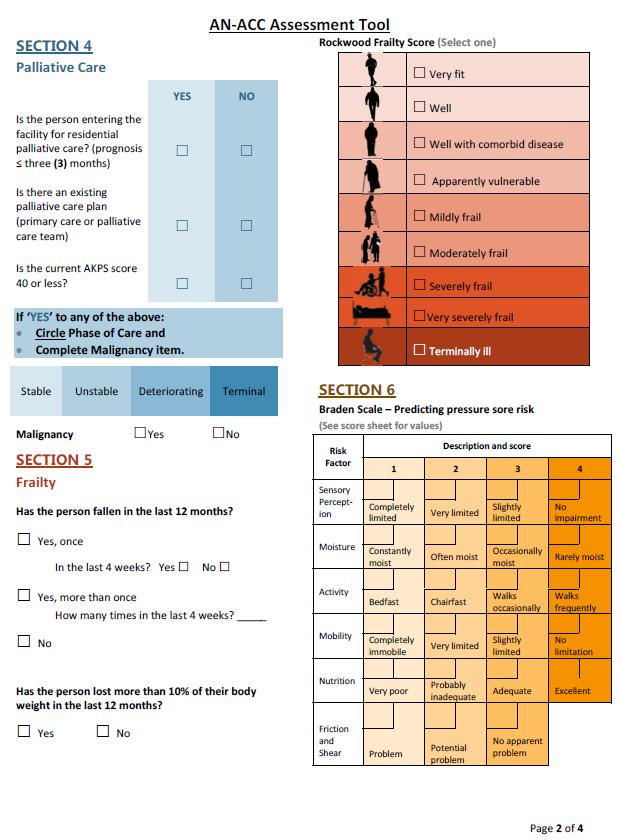 AN-ACC Assessment Tool
SECTION 4
Palliative Care
YES NO
Is the person entering the
facility for residential
palliative care? (prognosis
≤ three (3) months)
☐ ☐
Is there an existing
palliative care plan
(primary care or palliative
care team)
☐ ☐
Is the current AKPS score
40 or less?
☐ ☐
If ‘YES’ to any of the above:
• Circle Phase of Care and
• Complete Malignancy item.
Stable Unstable Deteriorating Terminal
Malignancy ☐Yes ☐No
SECTION 5
Frailty
Has the person fallen in the last 12 months?
☐ Yes, once
In the last 4 weeks? Yes ☐ No ☐
☐ Yes, more than once
How many times in the last 4 weeks? _____
☐ No
Has the person lost more than 10% of their body
weight in the last 12 months?
☐ Yes ☐ No
Rockwood Frailty Score (Select one)
☐ Very fit
☐ Well
☐ Well with comorbid disease
☐ Apparently vulnerable
☐ Mildly frail
☐ Moderately frail
☐ Severely frail
☐ Very severely frail
☐ Terminally ill
SECTION 6
Braden Scale – Predicting pressure sore risk
(See score sheet for values)
Risk
Factor
Description and score
1 2 3 4
Sensory
Percept-
ion
Completely
limited
Very limited
Slightly
limited
No
impairment
Moisture
Constantly
moist
Often moist
Occasionally
moist
Rarely moist
Activity
Bedfast
Chairfast
Walks
occasionally
Walks
frequently
Mobility
Completely
immobile
Very limited
Slightly
limited
No
limitation
Nutrition
Very poor
Probably
inadequate
Adequate
Excellent
Friction
and
Shear
Problem
Potential
problem
No apparent
problem
Page 2 of 4